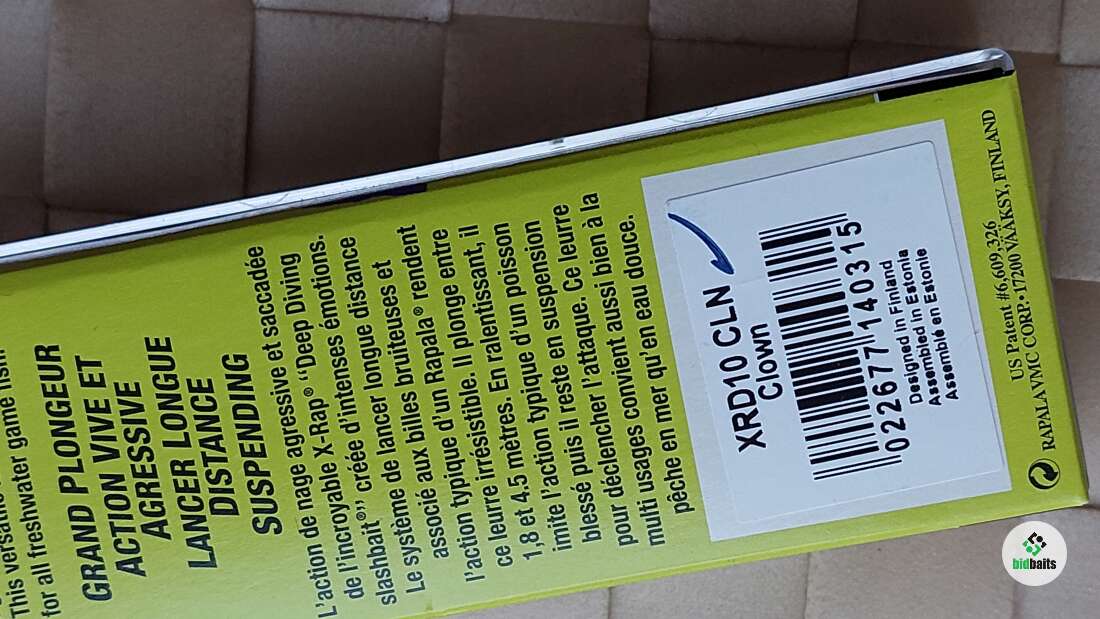 This versat
for all freshwater game fish.
GRAND PLONGEUR
ACTION VIVE ET
AGRESSIVE
LANCER LONGUE
DISTANCE
SUSPENDING
L'action de nage agressive et saccadée
de l'incroyable X-Rap® "Deep Diving
slashbait®" créée d'intenses émotions.
Le système de lancer longue distance
associé aux billes bruiteuses et
l'action typique d'un Rapala® rendent
ce leurre irrésistible. Il plonge entre
1,8 et 4.5 mètres. En ralentissant, il
imite l'action typique d'un poisson
blessé puis il reste en suspension
pour déclencher l'attaque. Ce leurre
multi usages convient aussi bien à la
pêche en mer qu'en eau douce.
XRD10 CLN
Clown
0 22677 14031 5
Designed in Finland
Assembled in Estonia
Assemblé en Estonie
US Patent #6,609,326
RAPALA VMC CORP. • 17200 VÄÄKSY, FINLAND
bidbaits